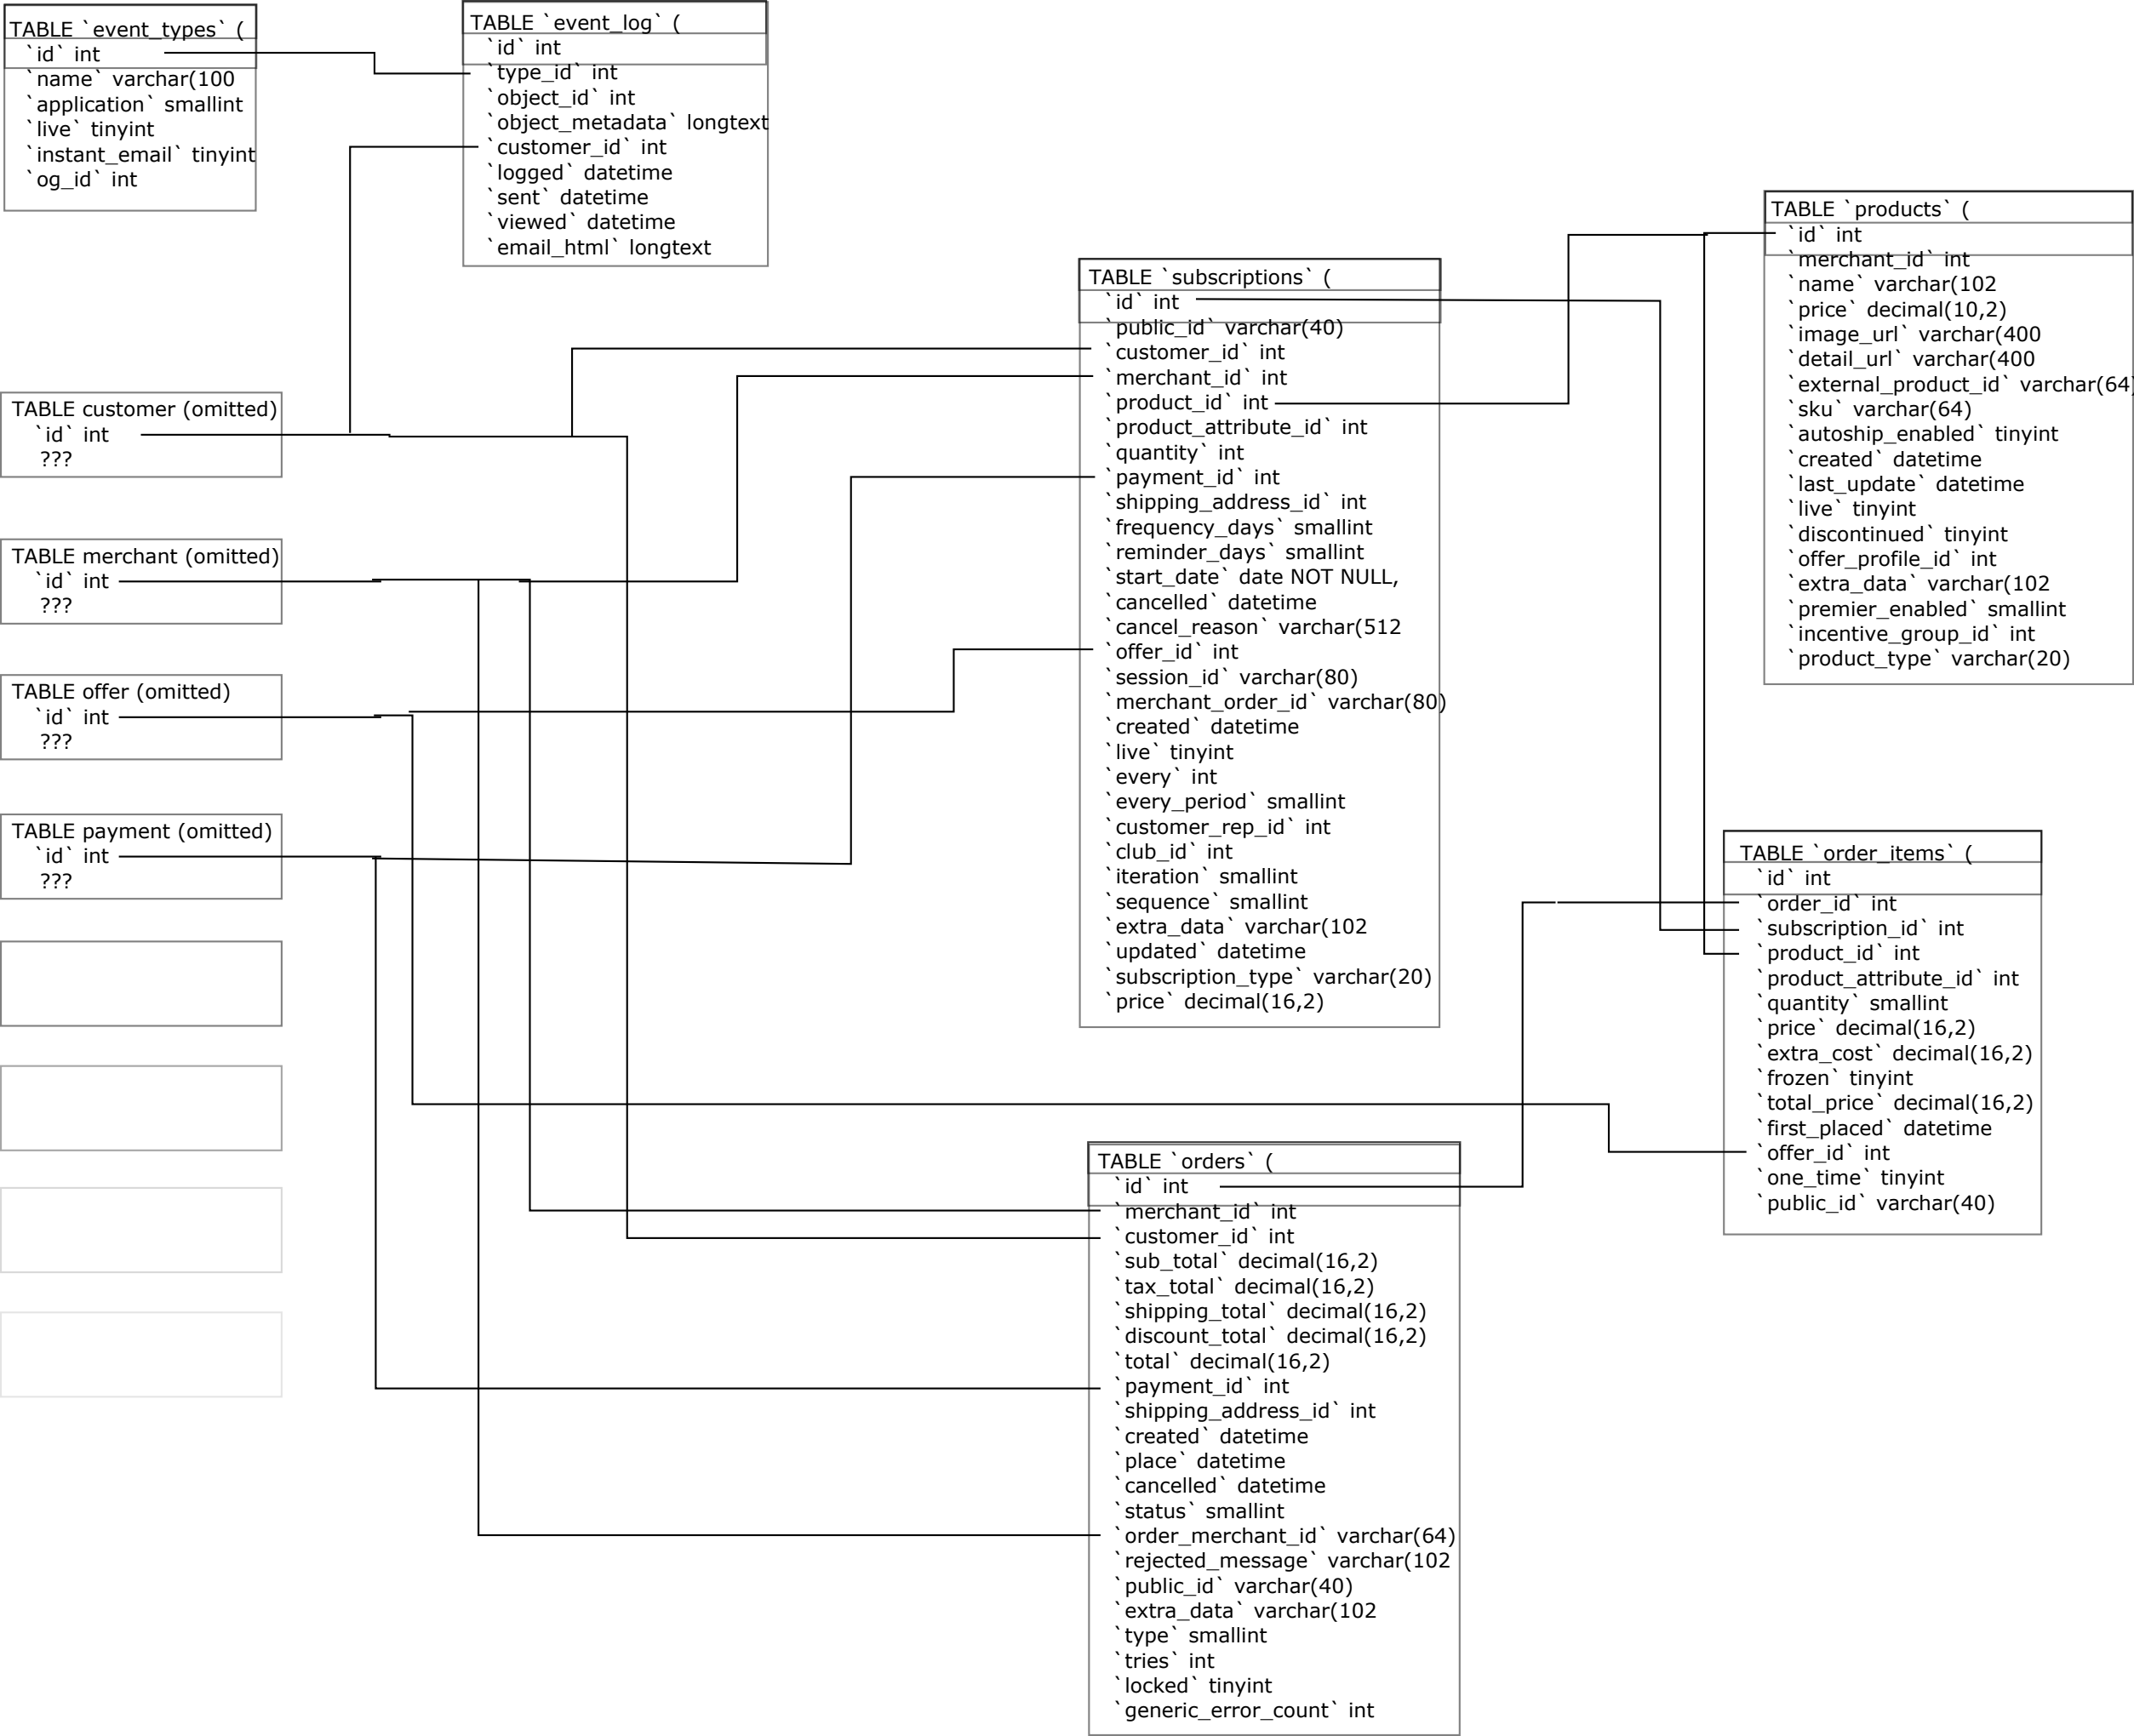 TABLE `event_types` (
`id` int
`name` varchar(100
`application` smallint
`live` tinyint
`instant_email` tinyint
`og_id` int
TABLE `event_log` (
`id` int
`type_id` int
`object_id` int
`object_metadata` longtext
`customer_id` int
`logged` datetime
`sent` datetime
`viewed` datetime
`email_html` longtext
TABLE customer (omitted)
`id` int
???
TABLE merchant (omitted)
`id` int
???
TABLE offer (omitted)
`id` int
???
TABLE payment (omitted)
`id` int
???
TABLE `subscriptions` (
`id` int
`public_id` varchar(40)
`customer_id` int
`merchant_id` int
`product_id` int
`product_attribute_id` int
`quantity` int
`payment_id` int
`shipping_address_id` int
`frequency_days` smallint
`reminder_days` smallint
`start_date` date NOT NULL,
`cancelled` datetime
`cancel_reason` varchar(512
`offer_id` int
`session_id` varchar(80)
`merchant_order_id` varchar(80)
`created` datetime
`live` tinyint
`every` int
`every_period` smallint
`customer_rep_id` int
`club_id` int
`iteration` smallint
`sequence` smallint
`extra_data` varchar(102
`updated` datetime
`subscription_type` varchar(20)
`price` decimal(16,2)
TABLE `orders` (
`id` int
`merchant_id` int
`customer_id` int
`sub_total` decimal(16,2)
`tax_total` decimal(16,2)
`shipping_total` decimal(16,2)
`discount_total` decimal(16,2)
`total` decimal(16,2)
`payment_id` int
`shipping_address_id` int
`created` datetime
`place` datetime
`cancelled` datetime
`status` smallint
`order_merchant_id` varchar(64)
`rejected_message` varchar(102
`public_id` varchar(40)
`extra_data` varchar(102
`type` smallint
`tries` int
`locked` tinyint
`generic_error_count` int
TABLE `products` (
`id` int
`merchant_id` int
`name` varchar(102
`price` decimal(10,2)
`image_url` varchar(400
`detail_url` varchar(400
`external_product_id` varchar(64)
`sku` varchar(64)
`autoship_enabled` tinyint
`created` datetime
`last_update` datetime
`live` tinyint
`discontinued` tinyint
`offer_profile_id` int
`extra_data` varchar(102
`premier_enabled` smallint
`incentive_group_id` int
`product_type` varchar(20)
TABLE `order_items` (
`id` int
`order_id` int
`subscription_id` int
`product_id` int
`product_attribute_id` int
`quantity` smallint
`price` decimal(16,2)
`extra_cost` decimal(16,2)
`frozen` tinyint
`total_price` decimal(16,2)
`first_placed` datetime
`offer_id` int
`one_time` tinyint
`public_id` varchar(40)